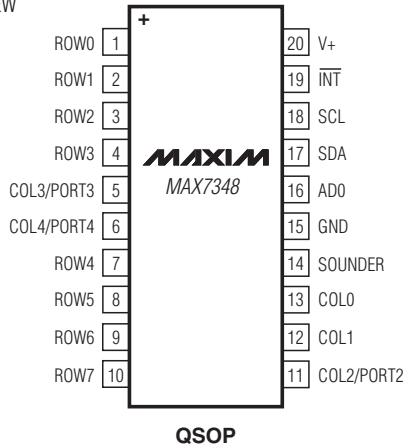 EW
+
ROW0 1
ROW1 2
ROW2 3
ROW3 4
COL3/PORT3 5
COL4/PORT4 6
ROW4 7
ROW5 8
ROW6 9
ROW7 10
MAXIM
MAX7348
20 V+
19 INT
18 SCL
17 SDA
16 AD0
15 GND
14 SOUNDER
13 COL0
12 COL1
11 COL2/PORT2
QSOP